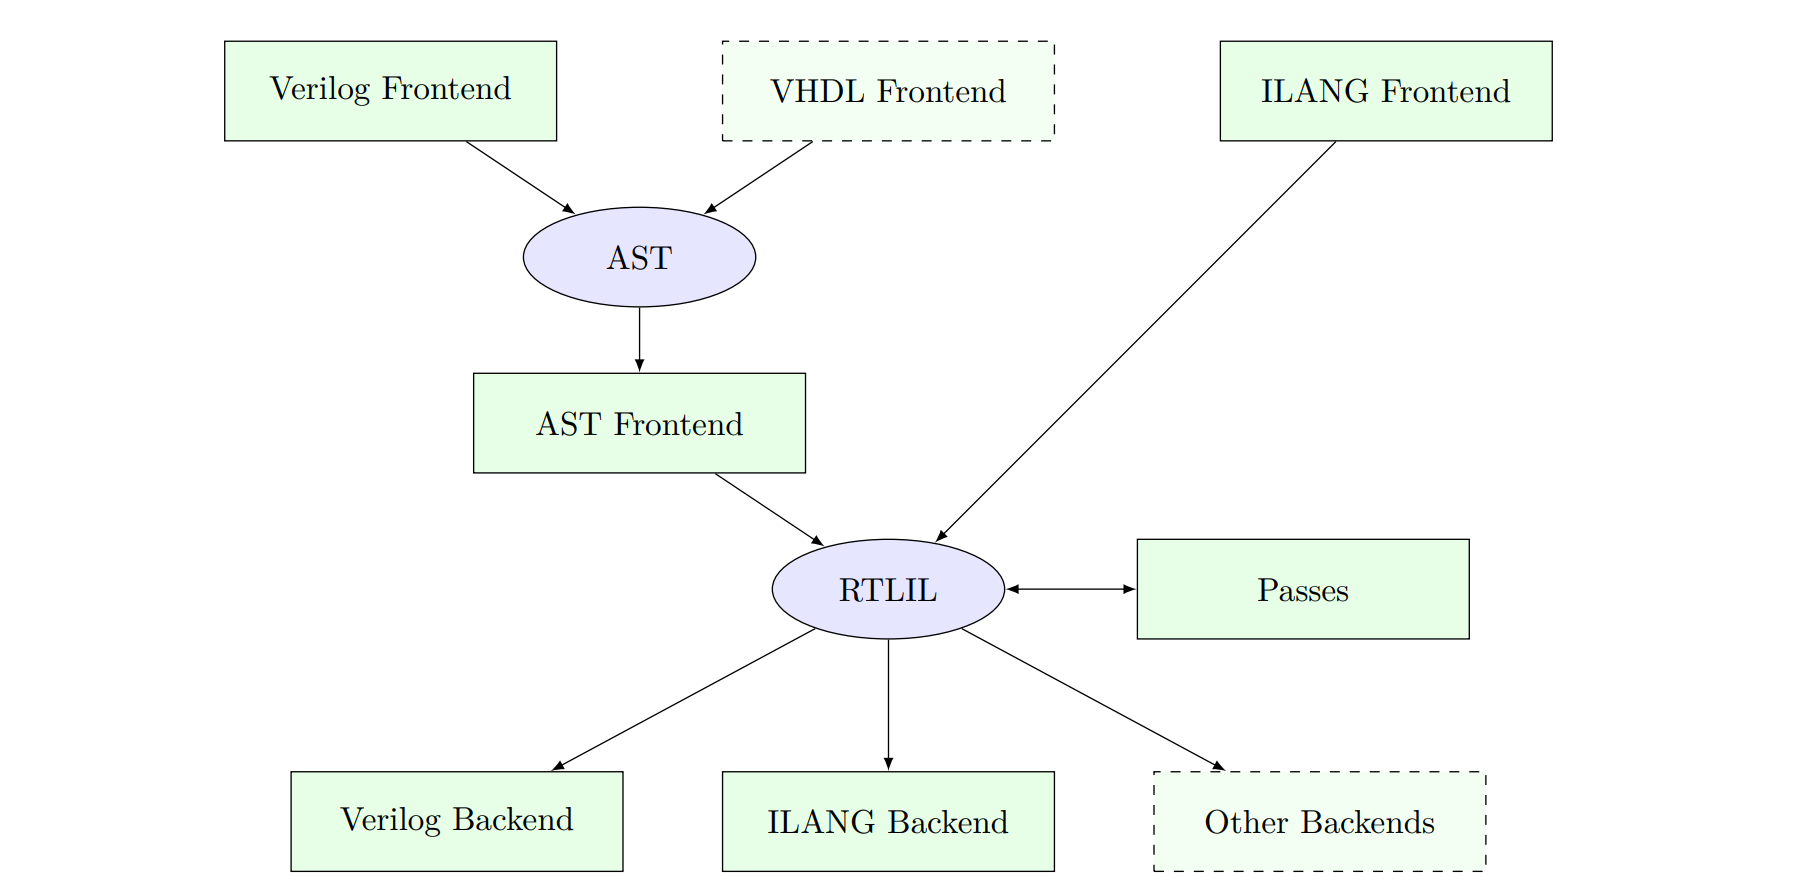 Verilog Frontend
VHDL Frontend
ILANG Frontend
AST
AST Frontend
RTLIL
Passes
Verilog Backend
ILANG Backend
Other Backends